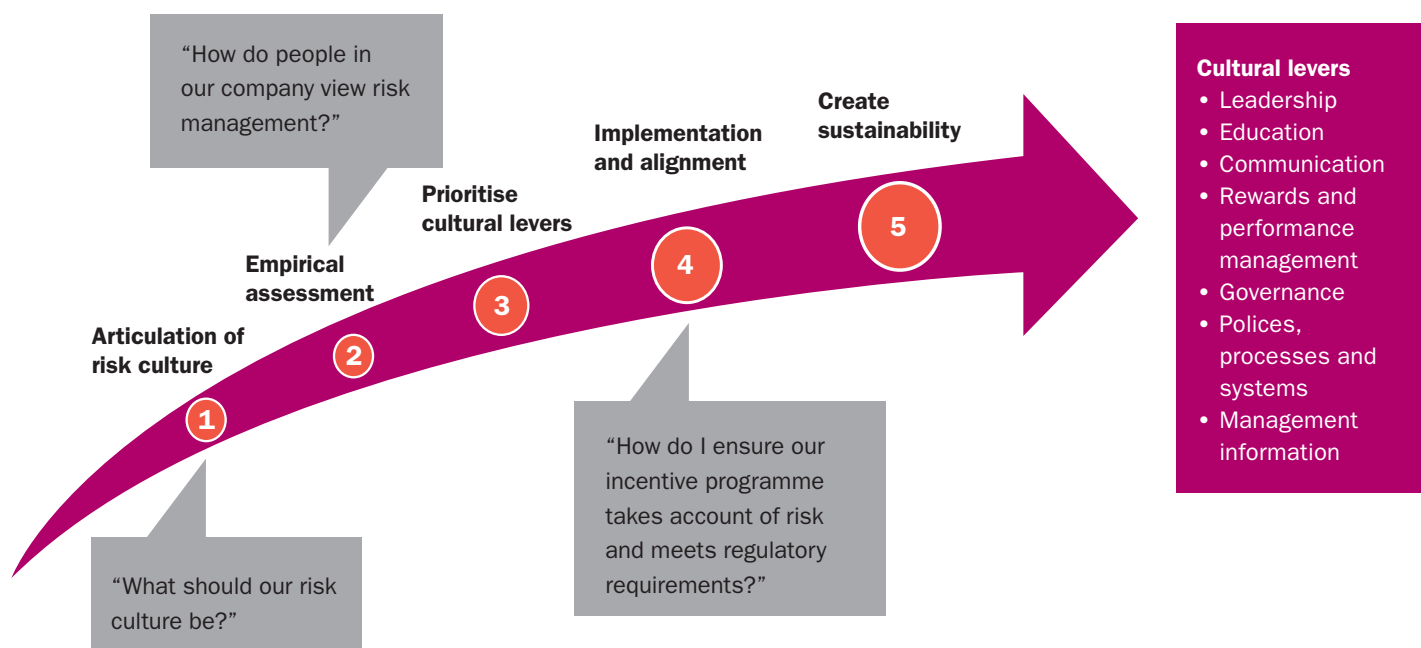 “How do people in
our company view risk
management?”
Articulation of
risk culture
1
“What should our risk
culture be?”
Empirical
assessment
2
Prioritise
cultural levers
3
Implementation
and alignment
4
“How do I ensure our
incentive programme
takes account of risk
and meets regulatory
requirements?”
Create
sustainability
5
Cultural levers
• Leadership
• Education
• Communication
• Rewards and
performance
management
• Governance
• Polices,
processes and
systems
• Management
information